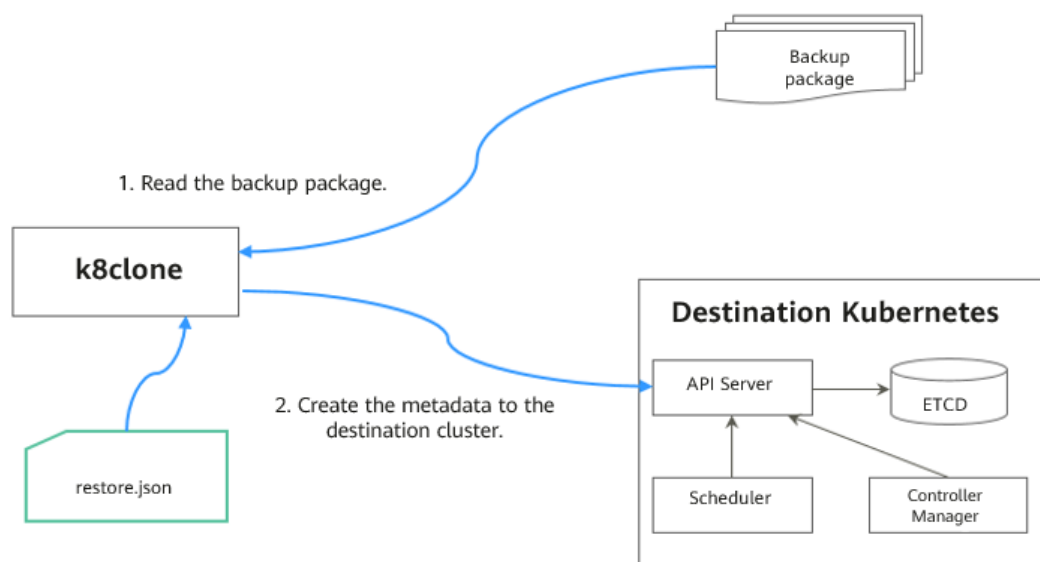 Backup
package
1. Read the backup package.
k8clone
Destination Kubernetes
API Server
ETCD
2. Create the metadata to the
destination cluster.
restore.json
Scheduler
Controller
Manager